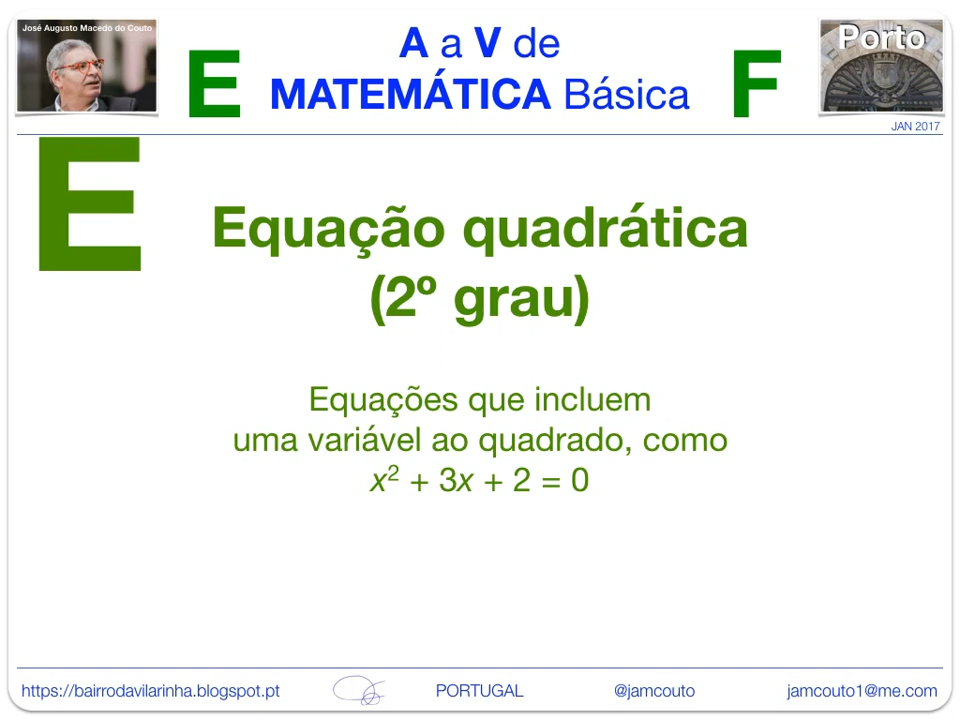 José Augusto Macedo do Couto
A a V de
MATEMÁTICA Básica
E
F
Porto
JAN 2017
E
Equação quadrática
(2º grau)
Equações que incluem
uma variável ao quadrado, como
x² + 3x + 2 = 0
https://bairrodavilarinha.blogspot.pt
PORTUGAL
@jamcouto
jamcouto1@me.com